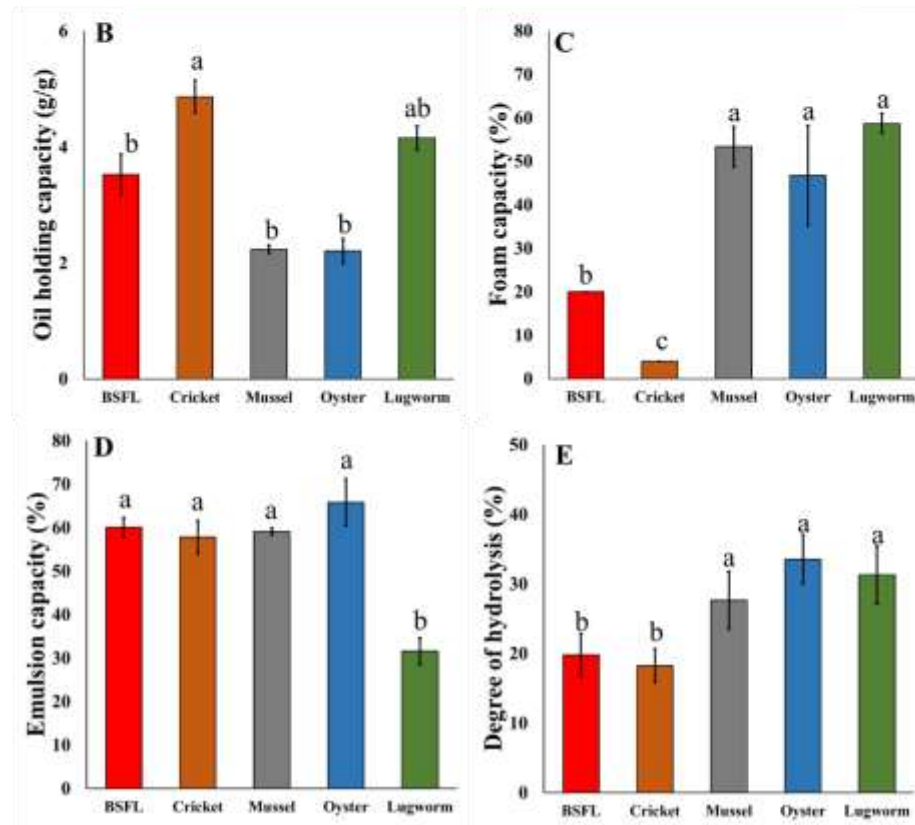 B
Oil holding capacity (g/g)
6
4
2
0
b
a
b
b
ab
BSFL Cricket Mussel Oyster Lugworm
C
Foam capacity (%)
80
70
60
50
40
30
20
10
0
b
c
a
a
a
BSFL Cricket Mussel Oyster Lugworm
D
Emulsion capacity (%)
80
70
60
50
40
30
20
10
0
a
a
a
a
b
BSFL Cricket Mussel Oyster Lugworm
E
Degree of hydrolysis (%)
50
40
30
20
10
0
b
b
a
a
a
BSFL Cricket Mussel Oyster Lugworm